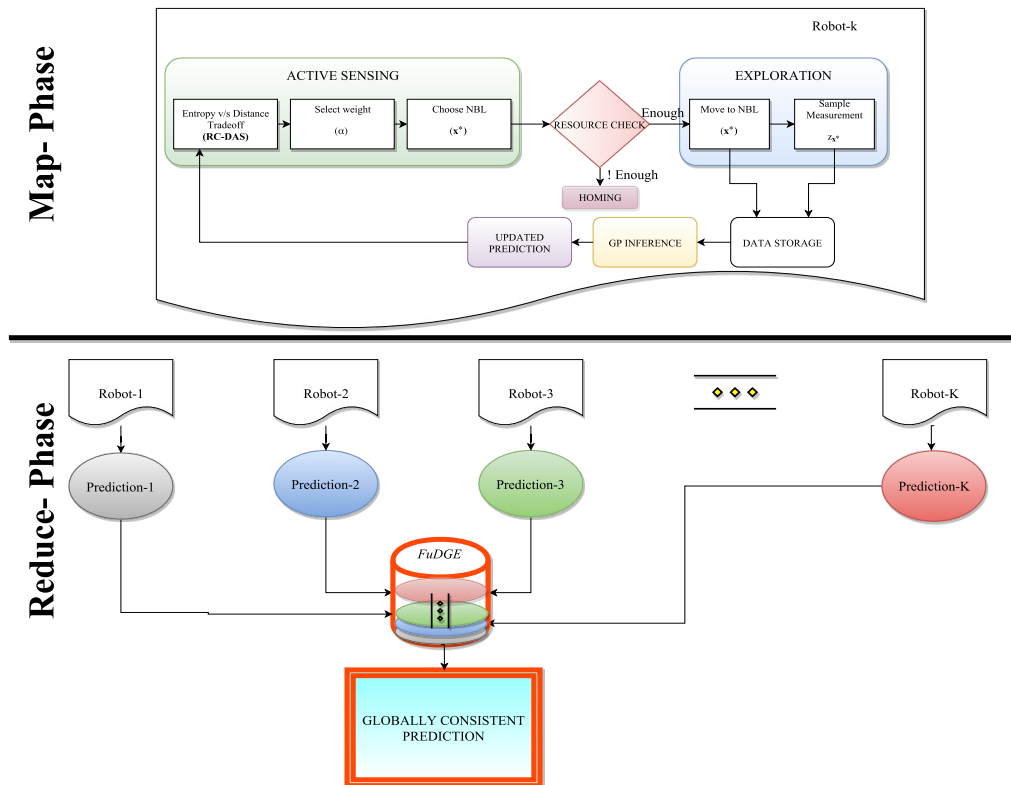 Map- Phase
Robot-k
ACTIVE SENSING
Entropy v/s Distance
Tradeoff
(RC-DAS)
Select weight
(α)
Choose NBL
(x*)
RESOURCE CHECK
Enough
! Enough
HOMING
EXPLORATION
Move to NBL
(x*)
Sample
Measurement
z_x*
UPDATED
PREDICTION
GP INFERENCE
DATA STORAGE
Reduce- Phase
Robot-1
Robot-2
Robot-3
Robot-K
Prediction-1
Prediction-2
Prediction-3
Prediction-K
FuDGE
GLOBALLY CONSISTENT
PREDICTION